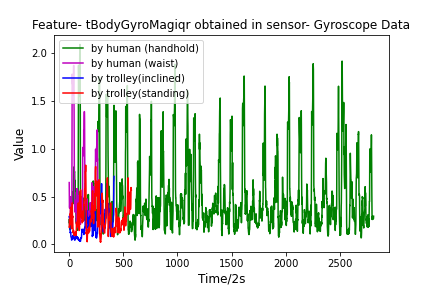 Feature- tBodyGyroMagiqr obtained in sensor- Gyroscope Data
by human (handhold)
by human (waist)
by trolley(inclined)
by trolley(standing)
Value
2.0
1.5
1.0
0.5
0.0
0
500
1000
1500
2000
2500
Time/2s